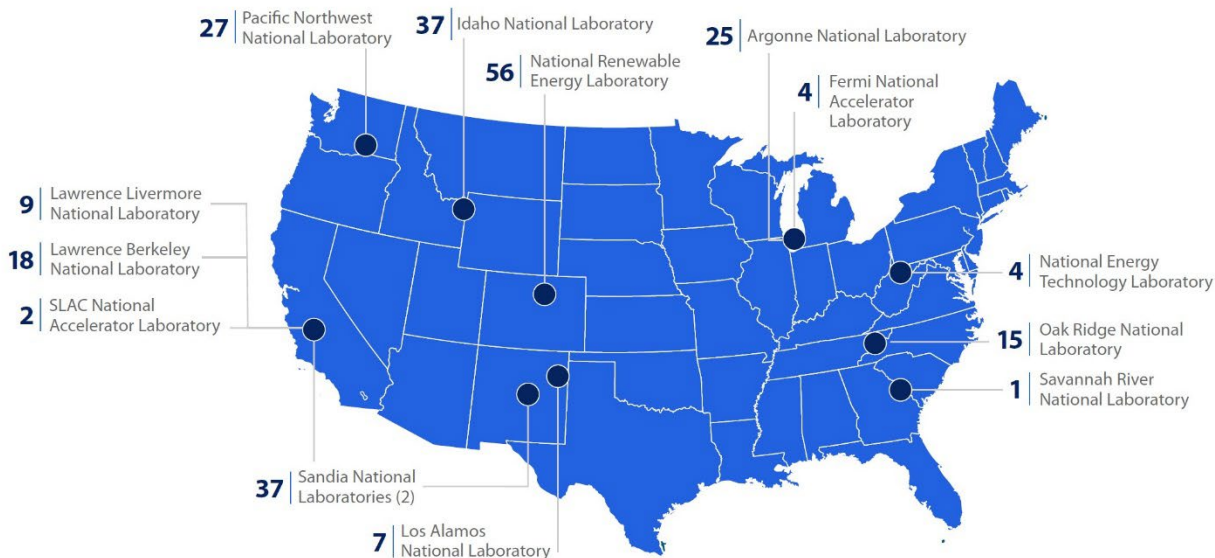 27
Pacific Northwest
National Laboratory
37
Idaho National Laboratory
56
National Renewable
Energy Laboratory
25
Argonne National Laboratory
4
Fermi National
Accelerator
Laboratory
9
Lawrence Livermore
National Laboratory
18
Lawrence Berkeley
National Laboratory
2
SLAC National
Accelerator Laboratory
4
National Energy
Technology Laboratory
15
Oak Ridge National
Laboratory
1
Savannah River
National Laboratory
37
Sandia National
Laboratories (2)
7
Los Alamos
National Laboratory